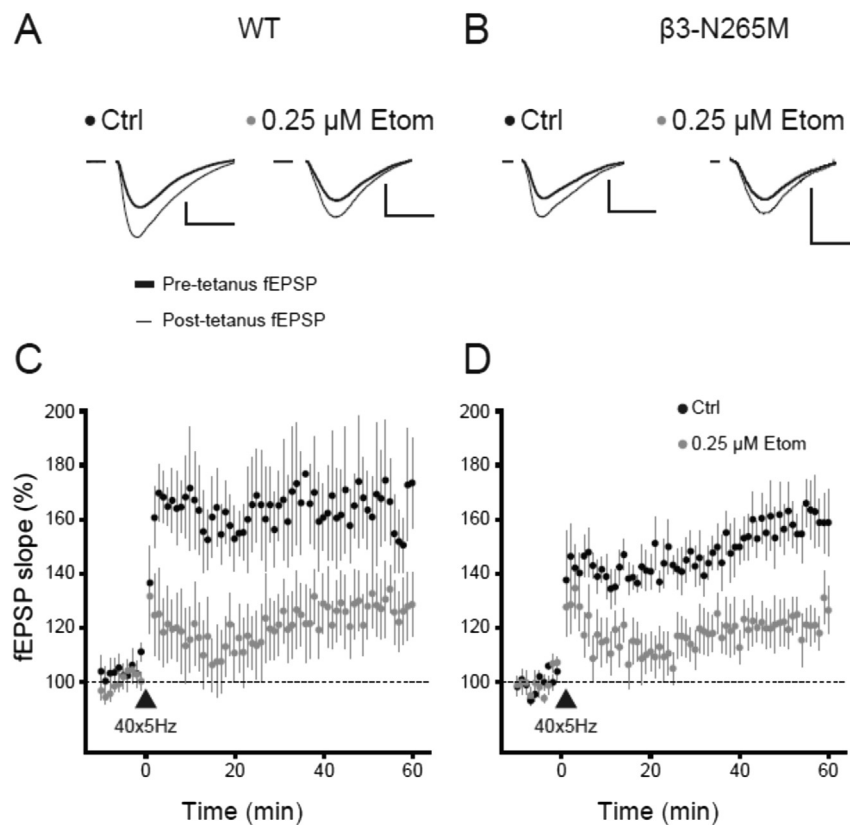 A WT B β3-N265M
Ctrl 0.25 µM Etom Ctrl 0.25 µM Etom
Pre-tetanus fEPSP
Post-tetanus fEPSP
C D
fEPSP slope (%)
200
180
160
140
120
100
40x5Hz
0 20 40 60
Time (min)
200
180
160
140
120
100
Ctrl
0.25 µM Etom
40x5Hz
0 20 40 60
Time (min)